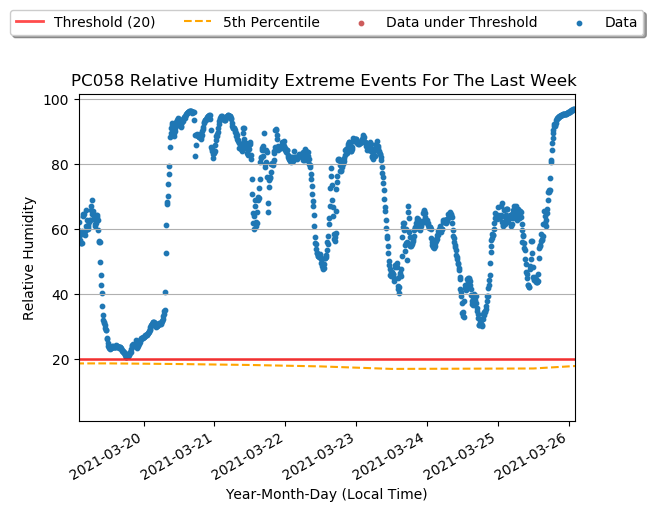 Threshold (20) 5th Percentile Data under Threshold Data
PC058 Relative Humidity Extreme Events For The Last Week
100
80
60
40
20
Relative Humidity
2021-03-20 2021-03-21 2021-03-22 2021-03-23 2021-03-24 2021-03-25 2021-03-26
Year-Month-Day (Local Time)